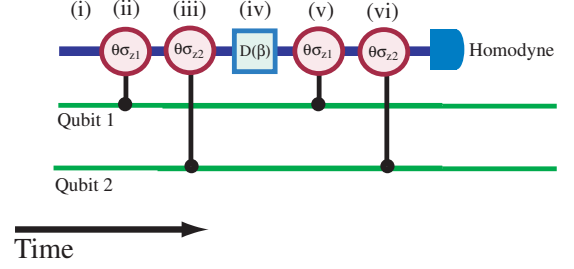 (i) (ii) (iii) (iv) (v) (vi)
θσz1 θσz2 D(β) θσz1 θσz2 Homodyne
Qubit 1
Qubit 2
Time